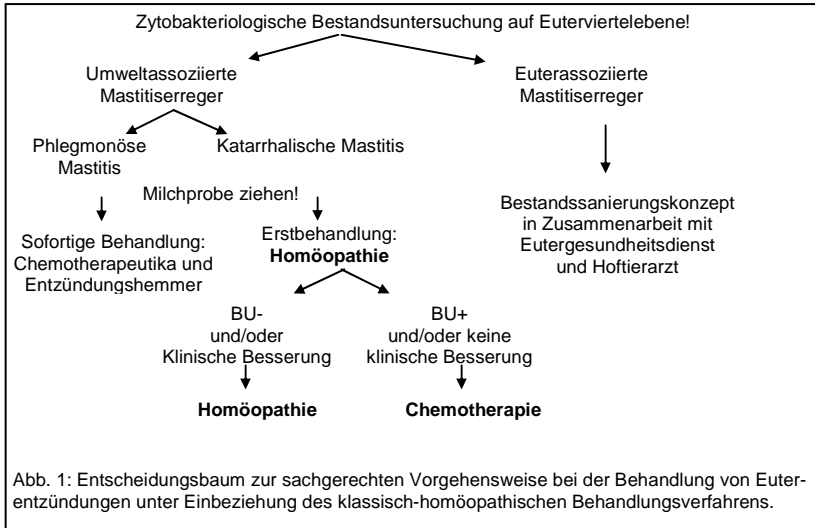 Zytobakteriologische Bestandsuntersuchung auf Euterviertelebene!
Umweltassoziierte
Mastitiserreger
Euterassoziierte
Mastitiserreger
Phlegmonöse
Mastitis
Katarrhalische Mastitis
Milchprobe ziehen!
Sofortige Behandlung:
Chemotherapeutika und
Entzündungshemmer
Erstbehandlung:
Homöopathie
Bestandssanierungskonzept
in Zusammenarbeit mit
Eutergesundheitsdienst
und Hoftierarzt
BU-
und/oder
Klinische Besserung
BU+
und/oder keine
klinische Besserung
Homöopathie
Chemotherapie
Abb. 1: Entscheidungsbaum zur sachgerechten Vorgehensweise bei der Behandlung von Euter-
entzündungen unter Einbeziehung des klassisch-homöopathischen Behandlungsverfahrens.